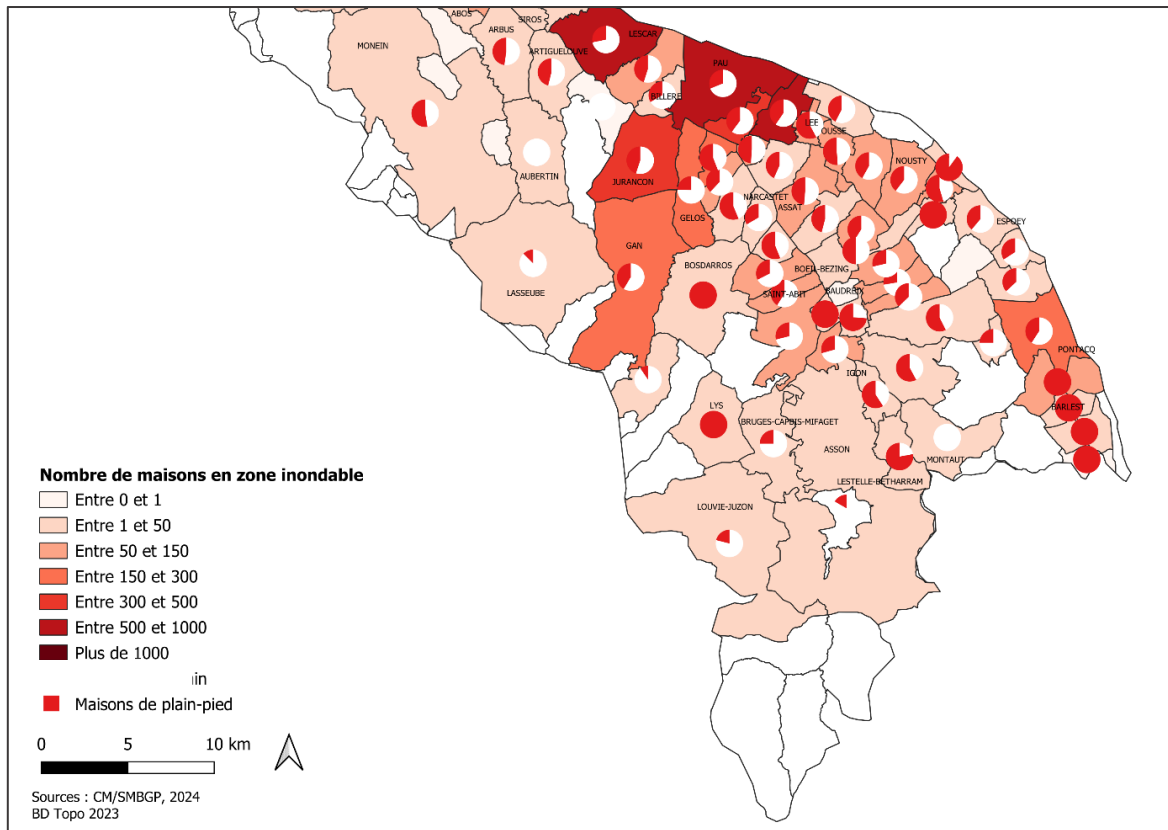 ABOS
SIROS
MONEIN
ARBUS
LESCAR
ARTIGUELOUVE
PAU
BILLERE
LEE
OUSSE
NOUSTY
AUBERTIN
JURANCON
NARCASTET
ASSAT
GELOS
ESPOEY
GAN
BOSDARROS
BOEIL-BEZING
LASSEUBE
SAINT-ABIT
BAUDREIX
PONTACQ
IGON
LYS
BARLEST
BRUGES-CAPBIS-MIFAGET
ASSON
MONTAUT
LESTELLE-BETHARRAM
LOUVIE-JUZON
Nombre de maisons en zone inondable
Entre 0 et 1
Entre 1 et 50
Entre 50 et 150
Entre 150 et 300
Entre 300 et 500
Entre 500 et 1000
Plus de 1000
Maisons de plain-pied
0 5 10 km
Sources : CM/SMBGP, 2024
BD Topo 2023